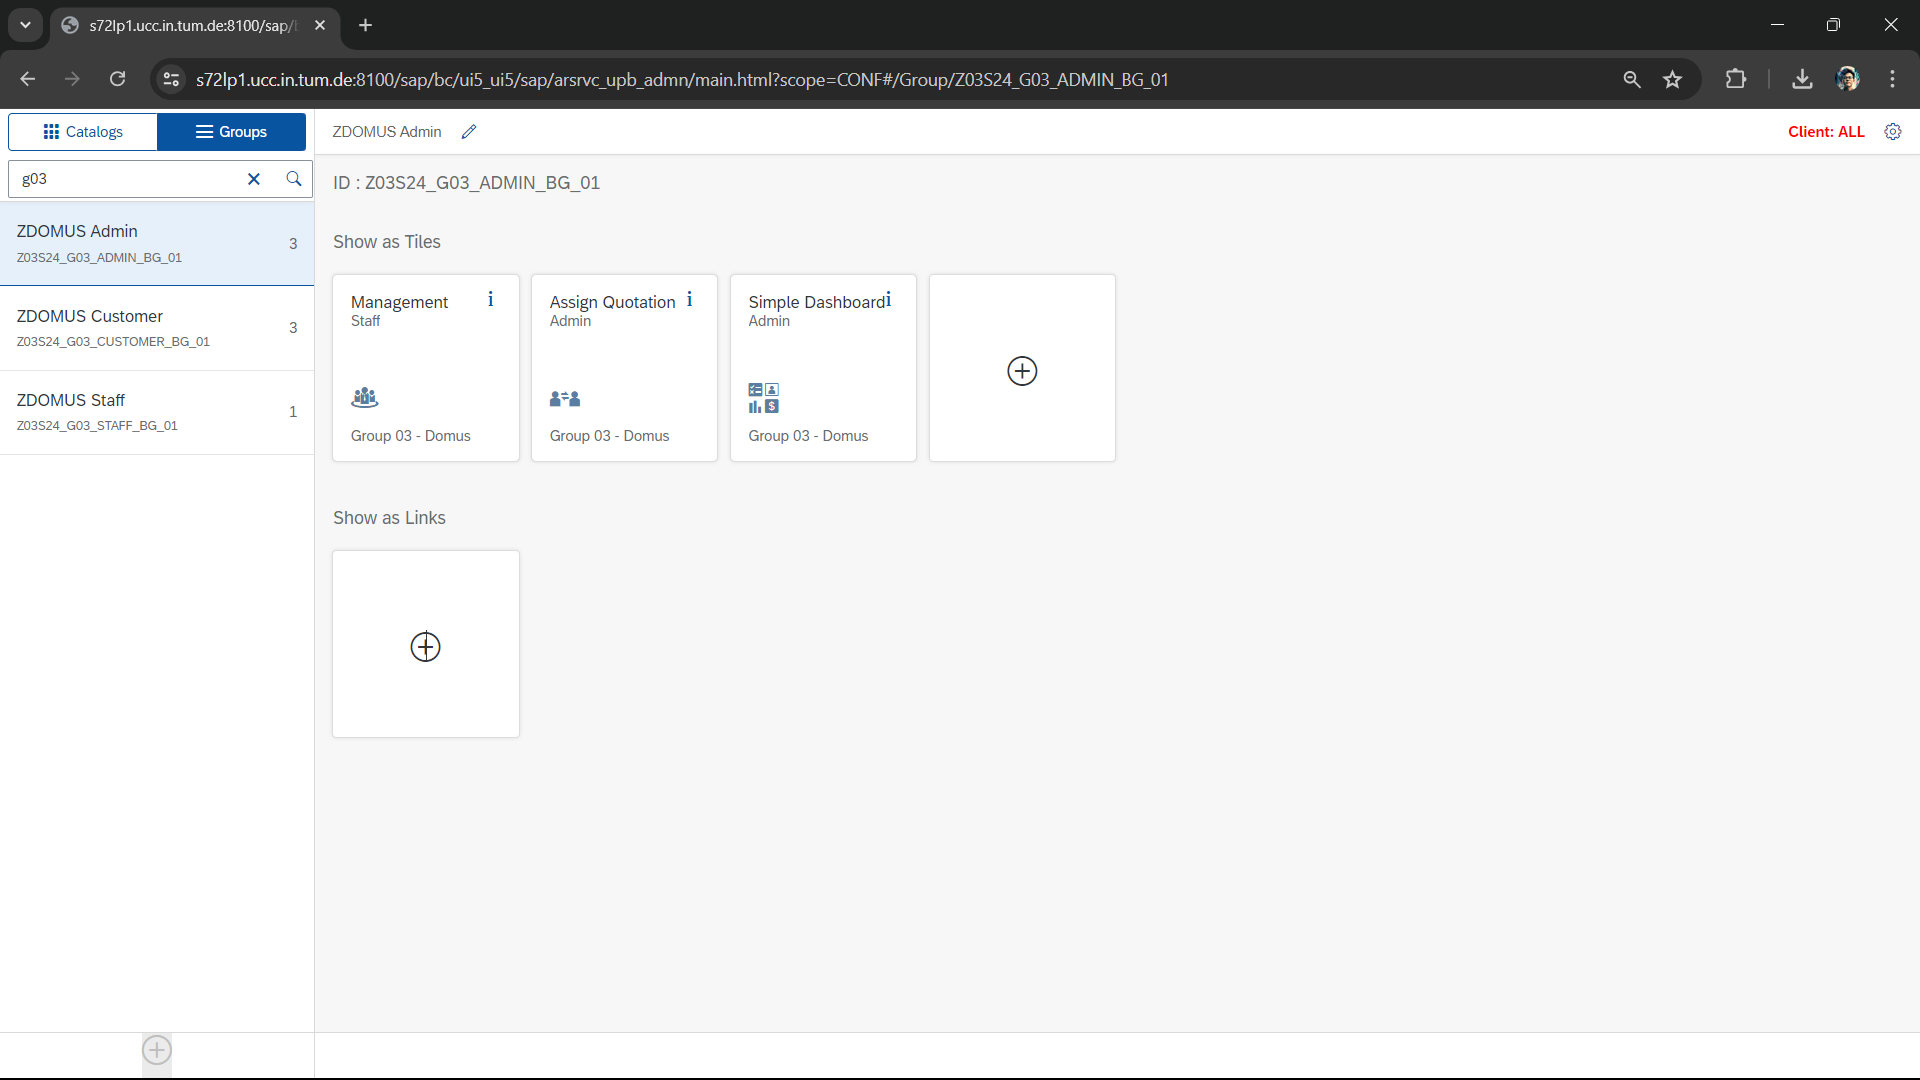 s72lp1.ucc.in.tum.de:8100/sap/
s72lp1.ucc.in.tum.de:8100/sap/bc/ui5_ui5/sap/arsrvc_upb_admn/main.html?scope=CONF#/Group/Z03S24_G03_ADMIN_BG_01
Catalogs
Groups
ZDOMUS Admin
Client: ALL
g03
ID : Z03S24_G03_ADMIN_BG_01
ZDOMUS Admin
3
Z03S24_G03_ADMIN_BG_01
ZDOMUS Customer
3
Z03S24_G03_CUSTOMER_BG_01
ZDOMUS Staff
1
Z03S24_G03_STAFF_BG_01
Show as Tiles
Management
Staff
Group 03 - Domus
Assign Quotation
Admin
Group 03 - Domus
Simple Dashboard
Admin
Group 03 - Domus
Show as Links